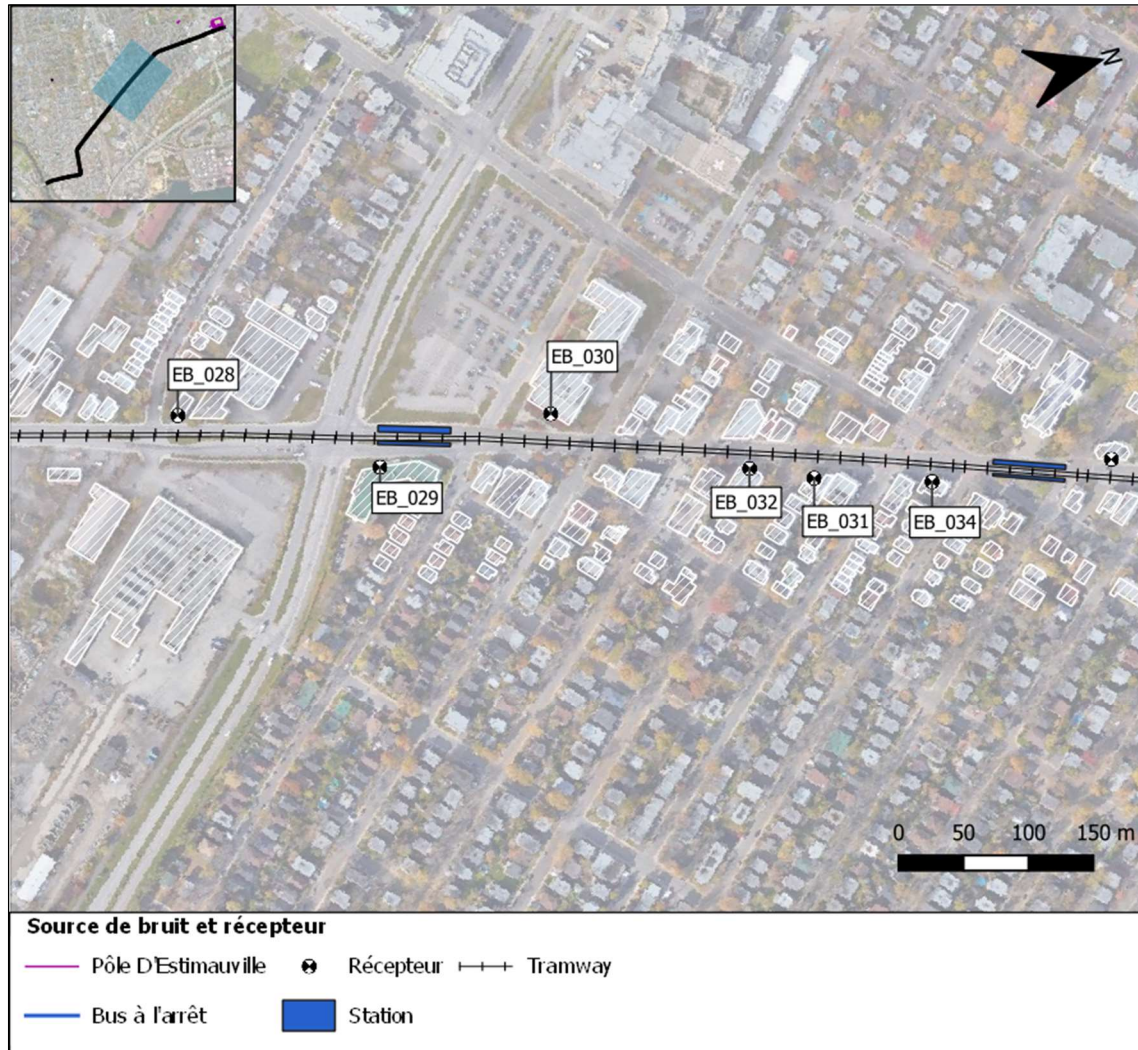 N
EB_028
EB_030
EB_029
EB_032
EB_031
EB_034
0 50 100 150 m
Source de bruit et récepteur
Pôle D'Estimauville Récepteur Tramway
Bus à l'arrêt Station